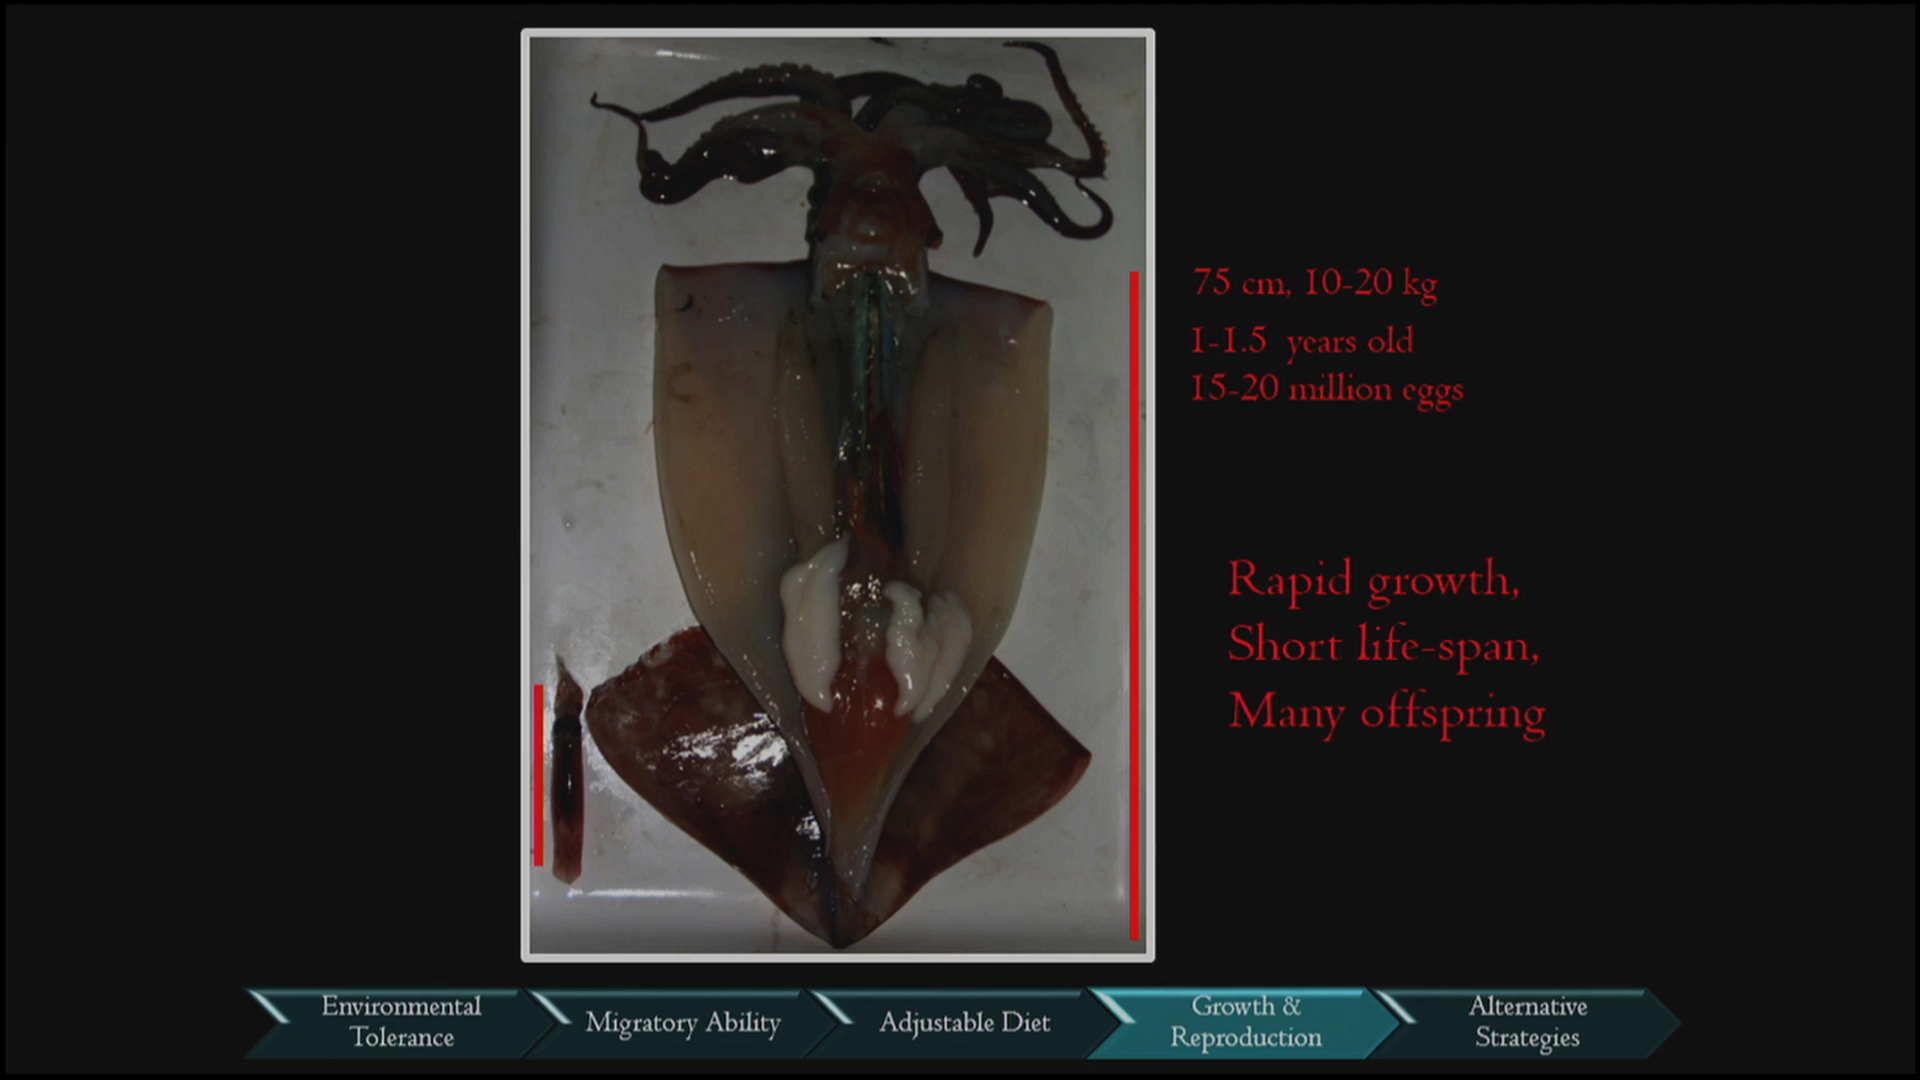 75 cm, 10-20 kg
1-1.5 years old
15-20 million eggs
Rapid growth,
Short life-span,
Many offspring
Environmental
Tolerance
Migratory Ability
Adjustable Diet
Growth &
Reproduction
Alternative
Strategies